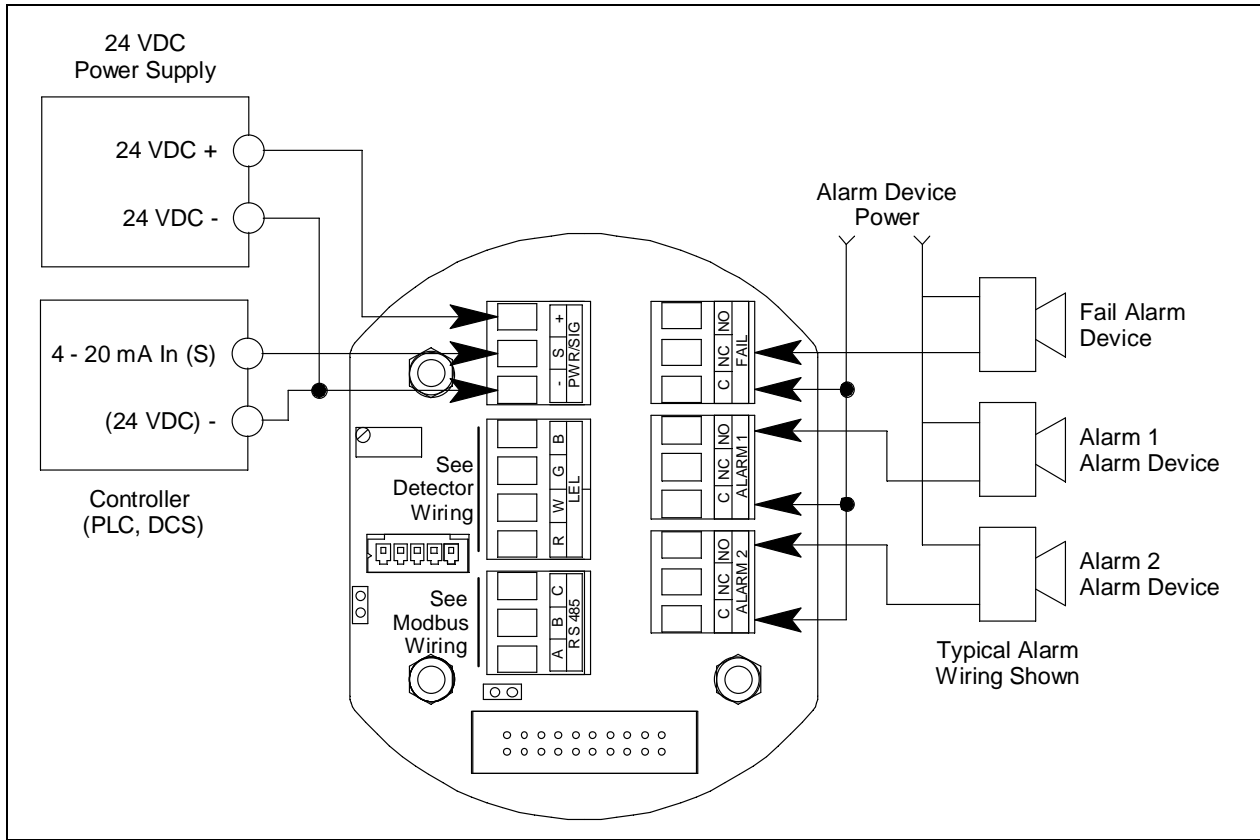 24 VDC
Power Supply
24 VDC +
24 VDC -
4 - 20 mA In (S)
(24 VDC) -
Controller
(PLC, DCS)
Alarm Device
Power
Fail Alarm
Device
Alarm 1
Alarm Device
Alarm 2
Alarm Device
Typical Alarm
Wiring Shown
See
Detector
Wiring
See
Modbus
Wiring
- S +
PWR/SIG
R W G B
LEL
A B C
RS 485
C NC NO
FAIL
C NC NO
ALARM 1
C NC NO
ALARM 2